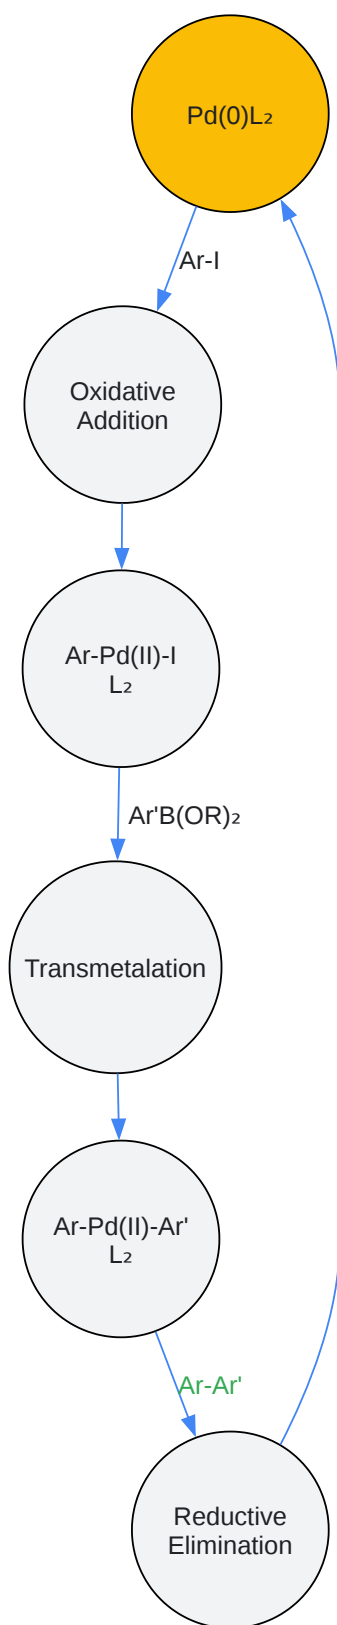 Pd(0)L₂
Ar-I
Oxidative
Addition
Ar-Pd(II)-I
L₂
Ar'B(OR)₂
Transmetalation
Ar-Pd(II)-Ar'
L₂
Ar-Ar'
Reductive
Elimination